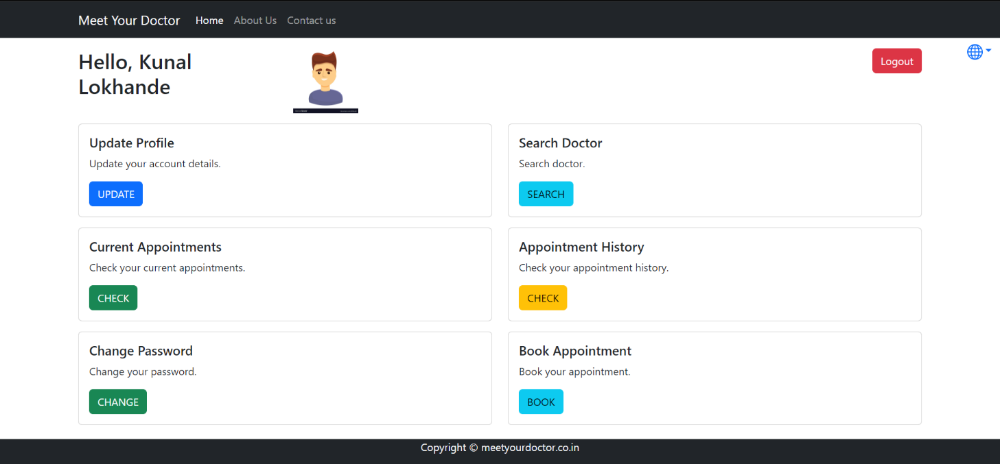 Meet Your Doctor Home About Us Contact us
Hello, Kunal
Lokhande
Logout
Update Profile
Update your account details.
UPDATE
Search Doctor
Search doctor.
SEARCH
Current Appointments
Check your current appointments.
CHECK
Appointment History
Check your appointment history.
CHECK
Change Password
Change your password.
CHANGE
Book Appointment
Book your appointment.
BOOK
Copyright © meetyourdoctor.co.in